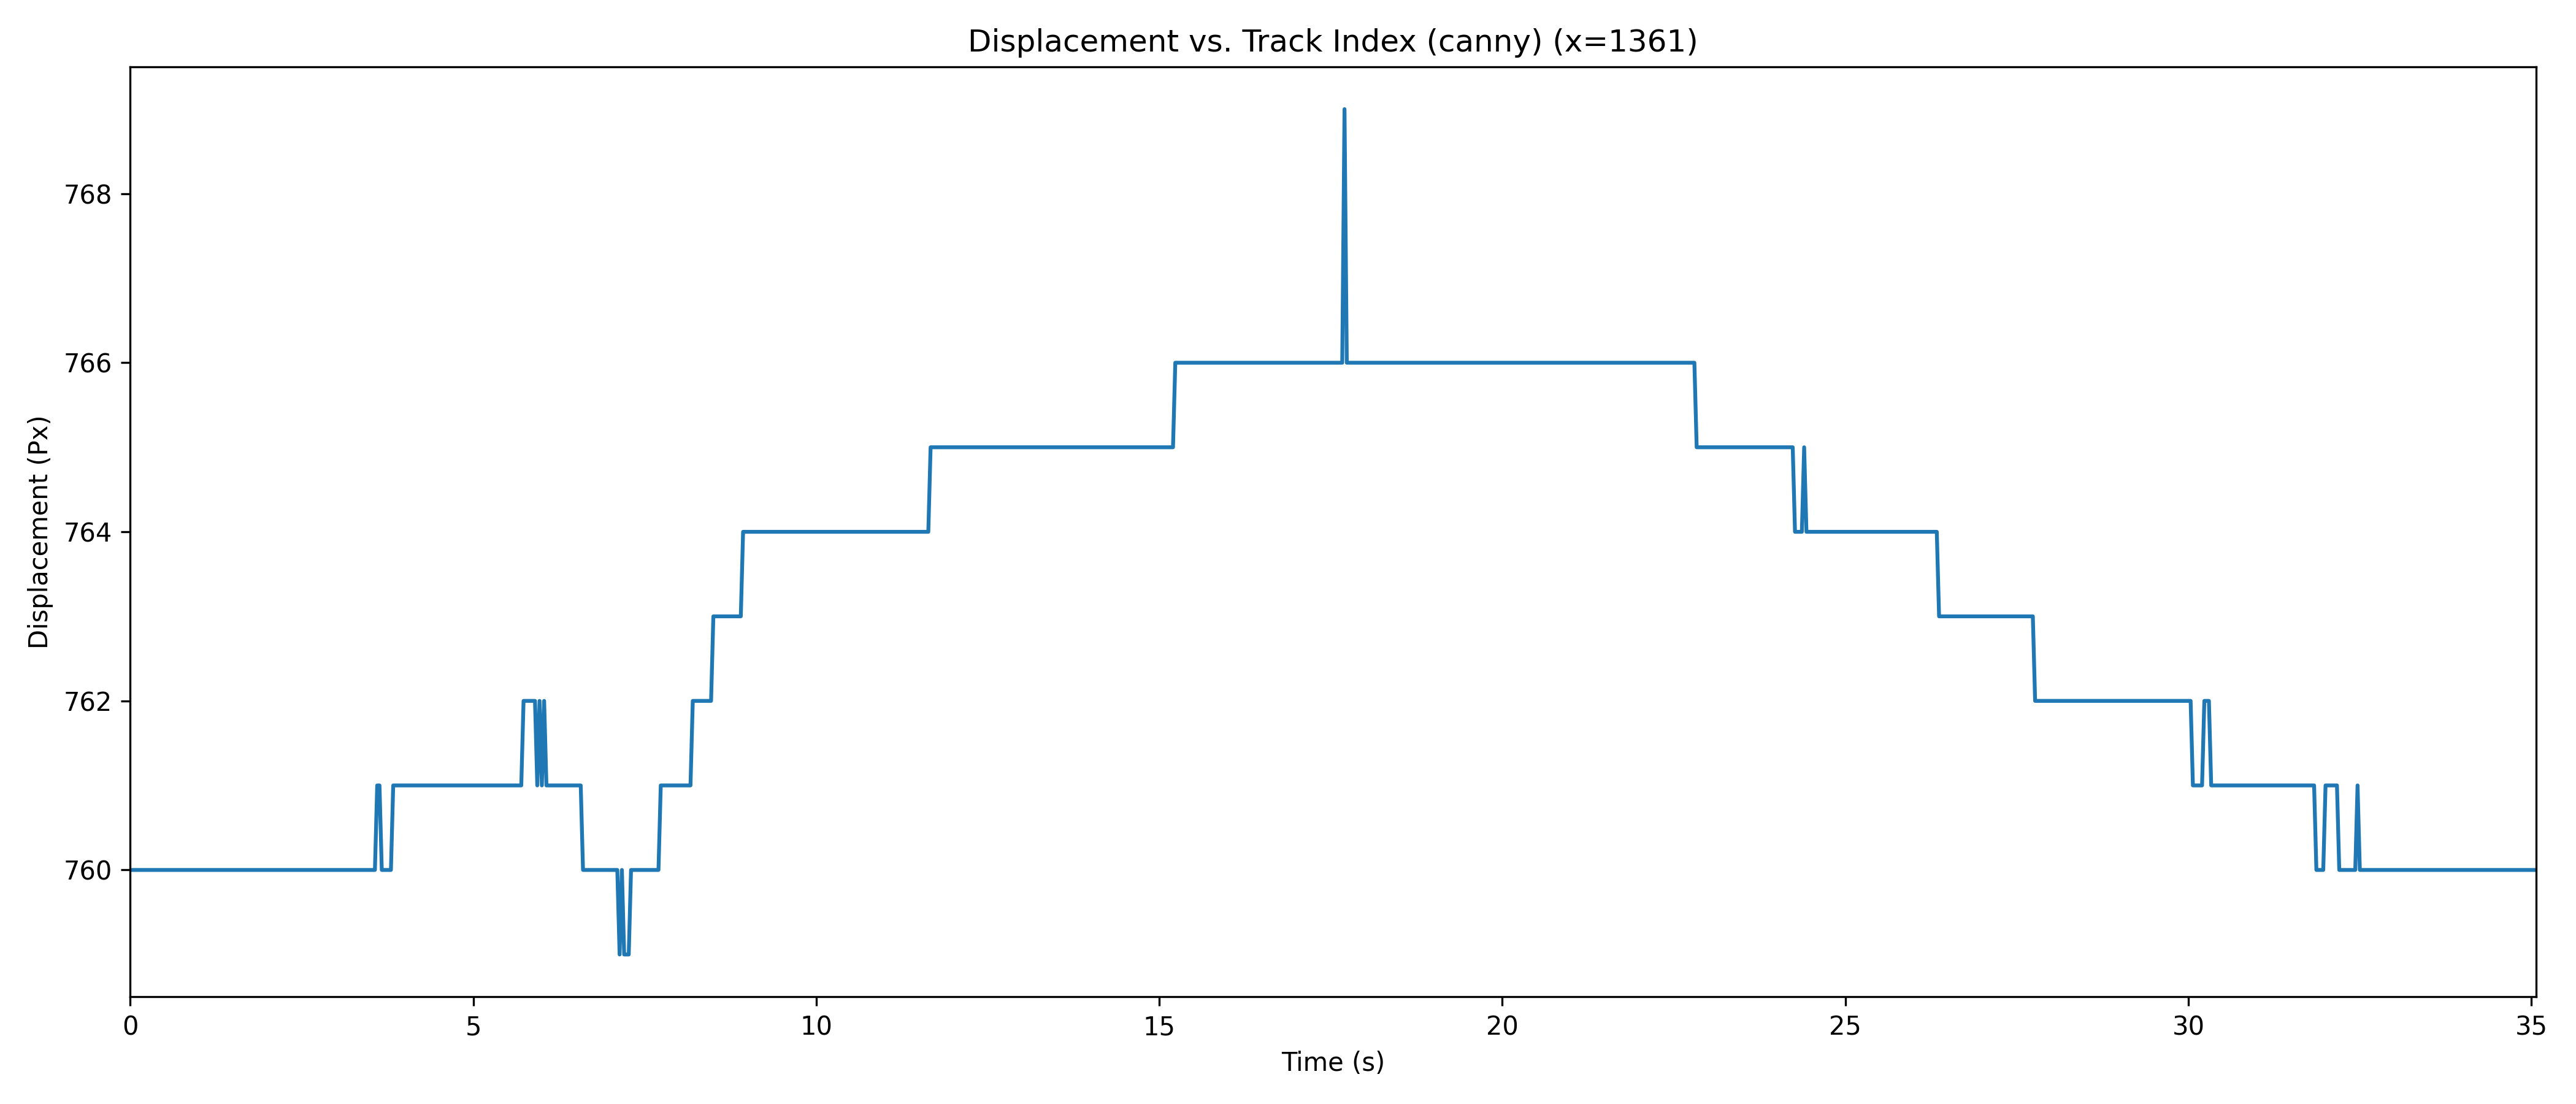 Displacement vs. Track Index (canny) (x=1361)
768
766
764
762
760
Displacement (Px)
0 5 10 15 20 25 30 35
Time (s)